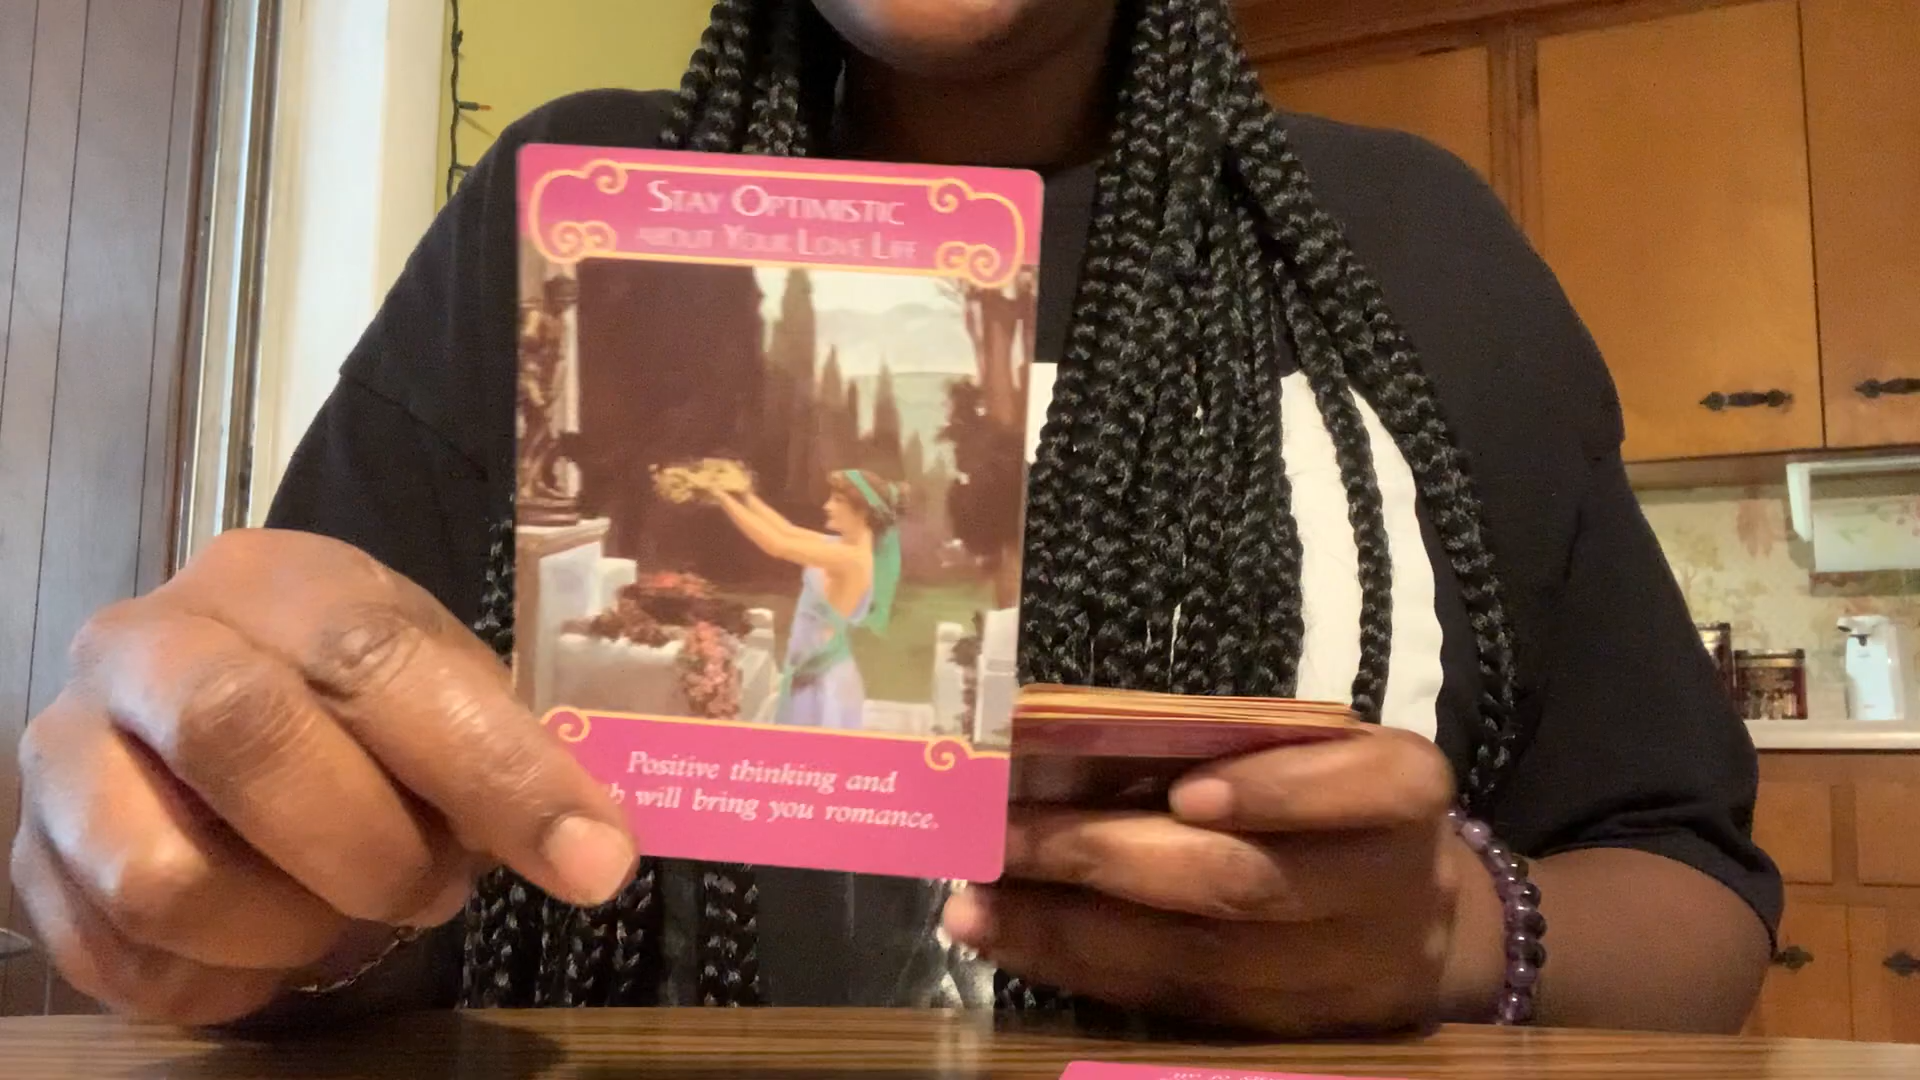 STAY OPTIMISTIC
ABOUT YOUR LOVE LIFE
Positive thinking and
will bring you romance.